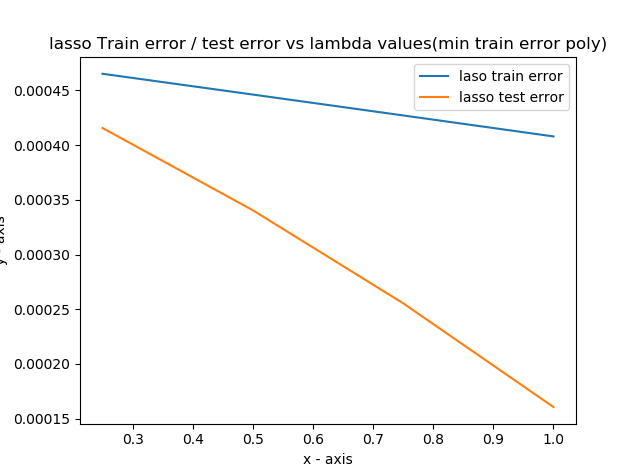 lasso Train error / test error vs lambda values(min train error poly)
laso train error
lasso test error
0.00045
0.00040
0.00035
0.00030
0.00025
0.00020
0.00015
y - axis
0.3 0.4 0.5 0.6 0.7 0.8 0.9 1.0
x - axis